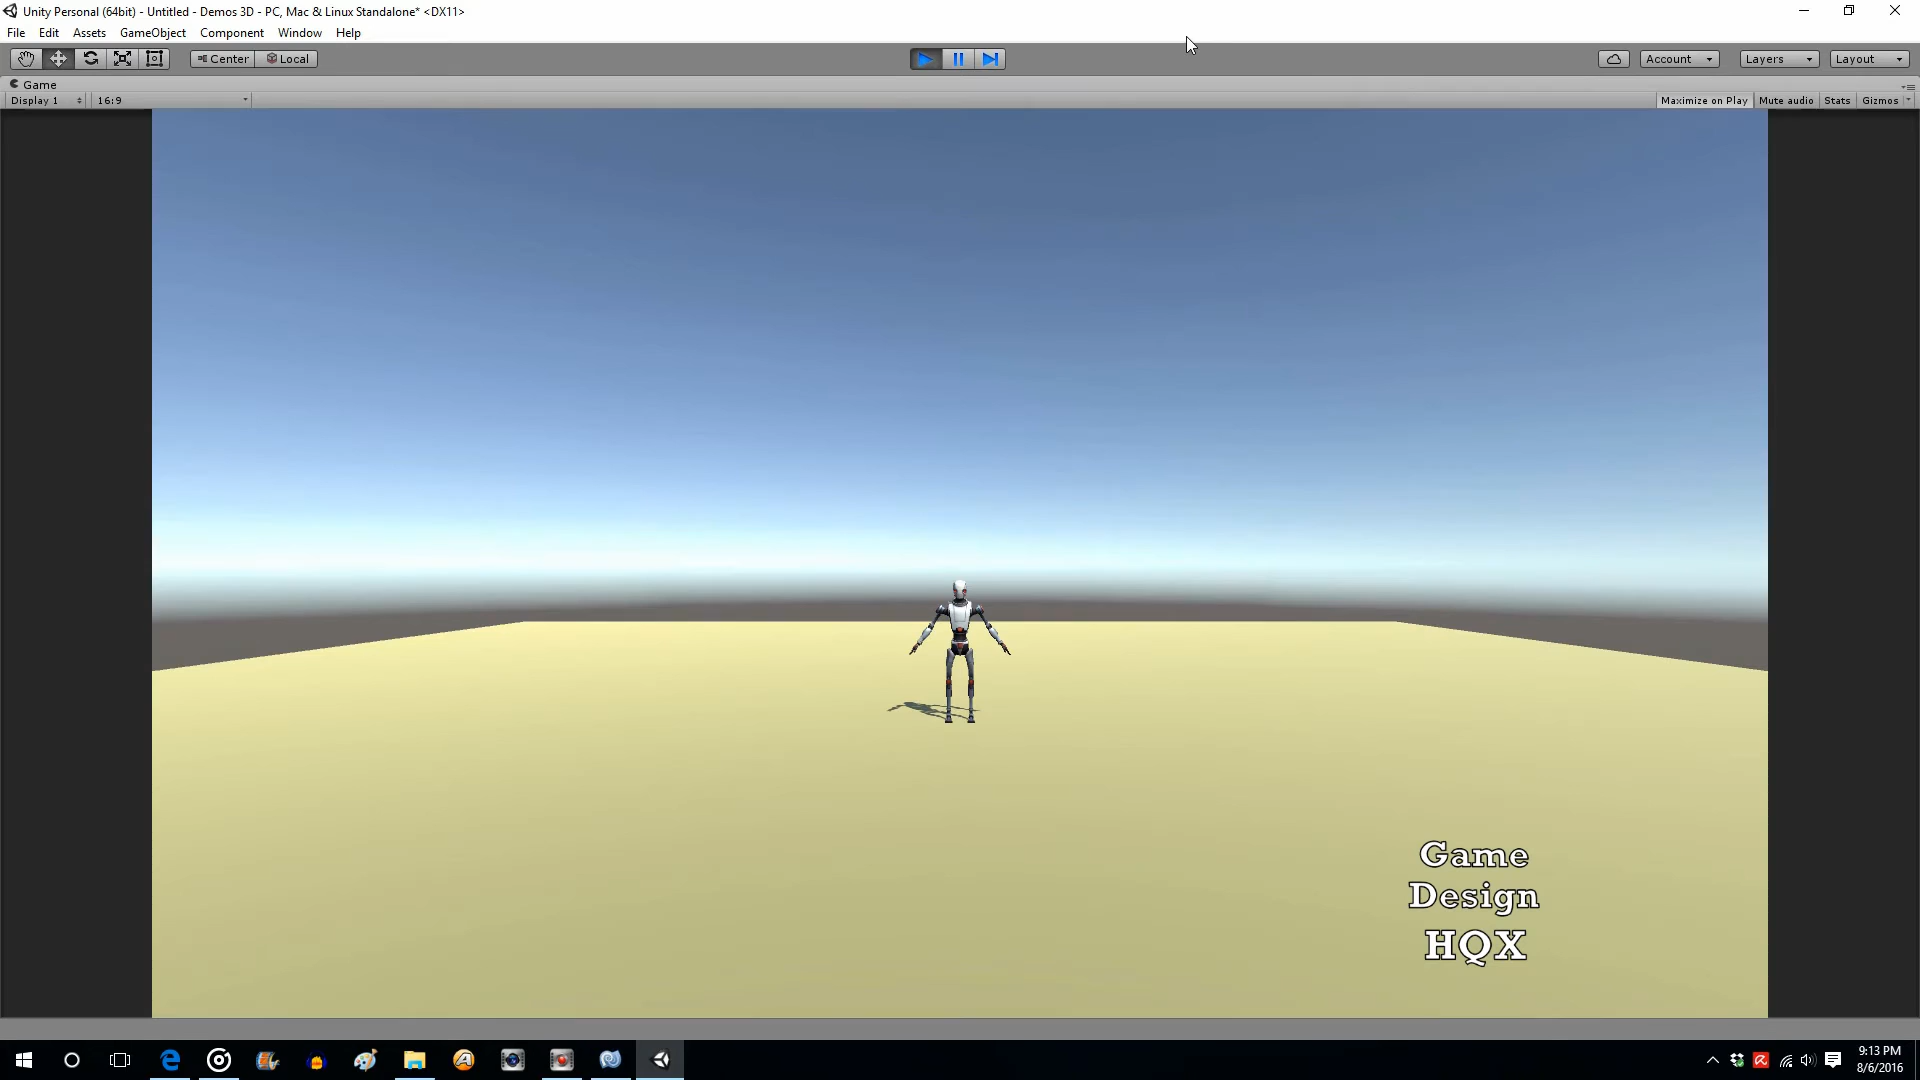 Unity Personal (64bit) - Untitled - Demos 3D - PC, Mac & Linux Standalone* <DX11>
File Edit Assets GameObject Component Window Help
Center Local Account Layers Layout
Game
Display 1 16:9 Maximize on Play Mute audio Stats Gizmos
Game
Design
HQX
9:13 PM
8/6/2016